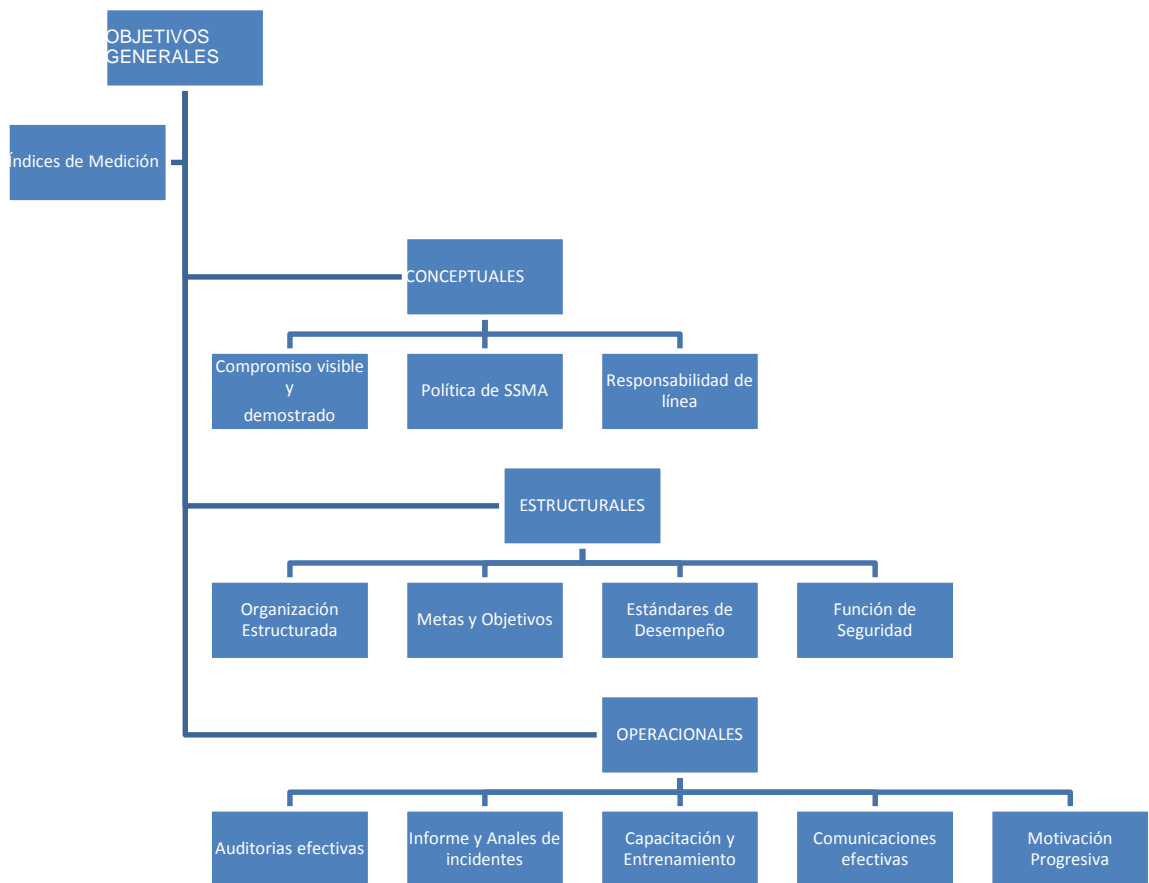 OBJETIVOS
GENERALES
Índices de Medición
CONCEPTUALES
Compromiso visible
y
demostrado
Política de SSMA
Responsabilidad de
línea
ESTRUCTURALES
Organización
Estructurada
Metas y Objetivos
Estándares de
Desempeño
Función de
Seguridad
OPERACIONALES
Auditorias efectivas
Informe y Anales de
incidentes
Capacitación y
Entrenamiento
Comunicaciones
efectivas
Motivación
Progresiva